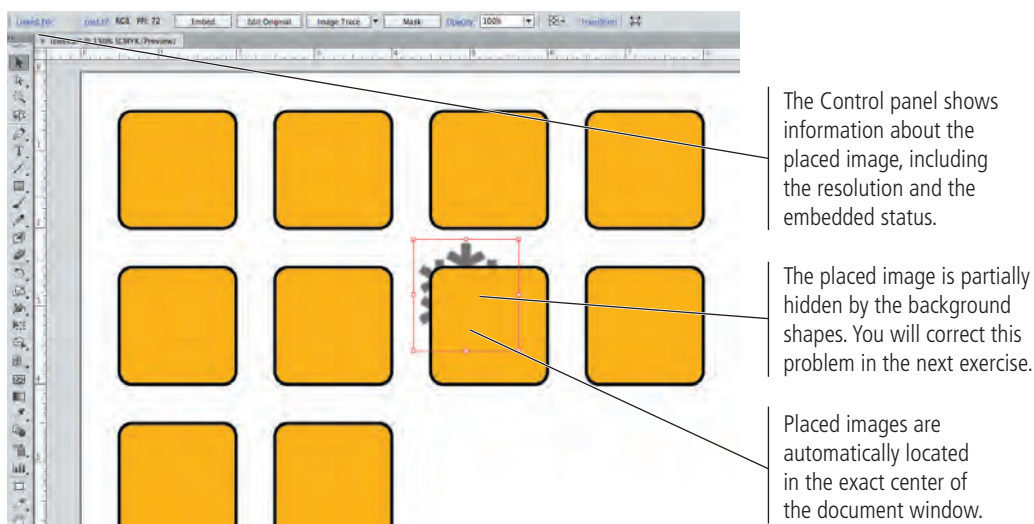 Linked File RGB PPI: 72 Embed Edit Original Image Trace Mask Opacity: 100% Transform
150% (CMYK/Preview)
The Control panel shows
information about the
placed image, including
the resolution and the
embedded status.
The placed image is partially
hidden by the background
shapes. You will correct this
problem in the next exercise.
Placed images are
automatically located
in the exact center of
the document window.